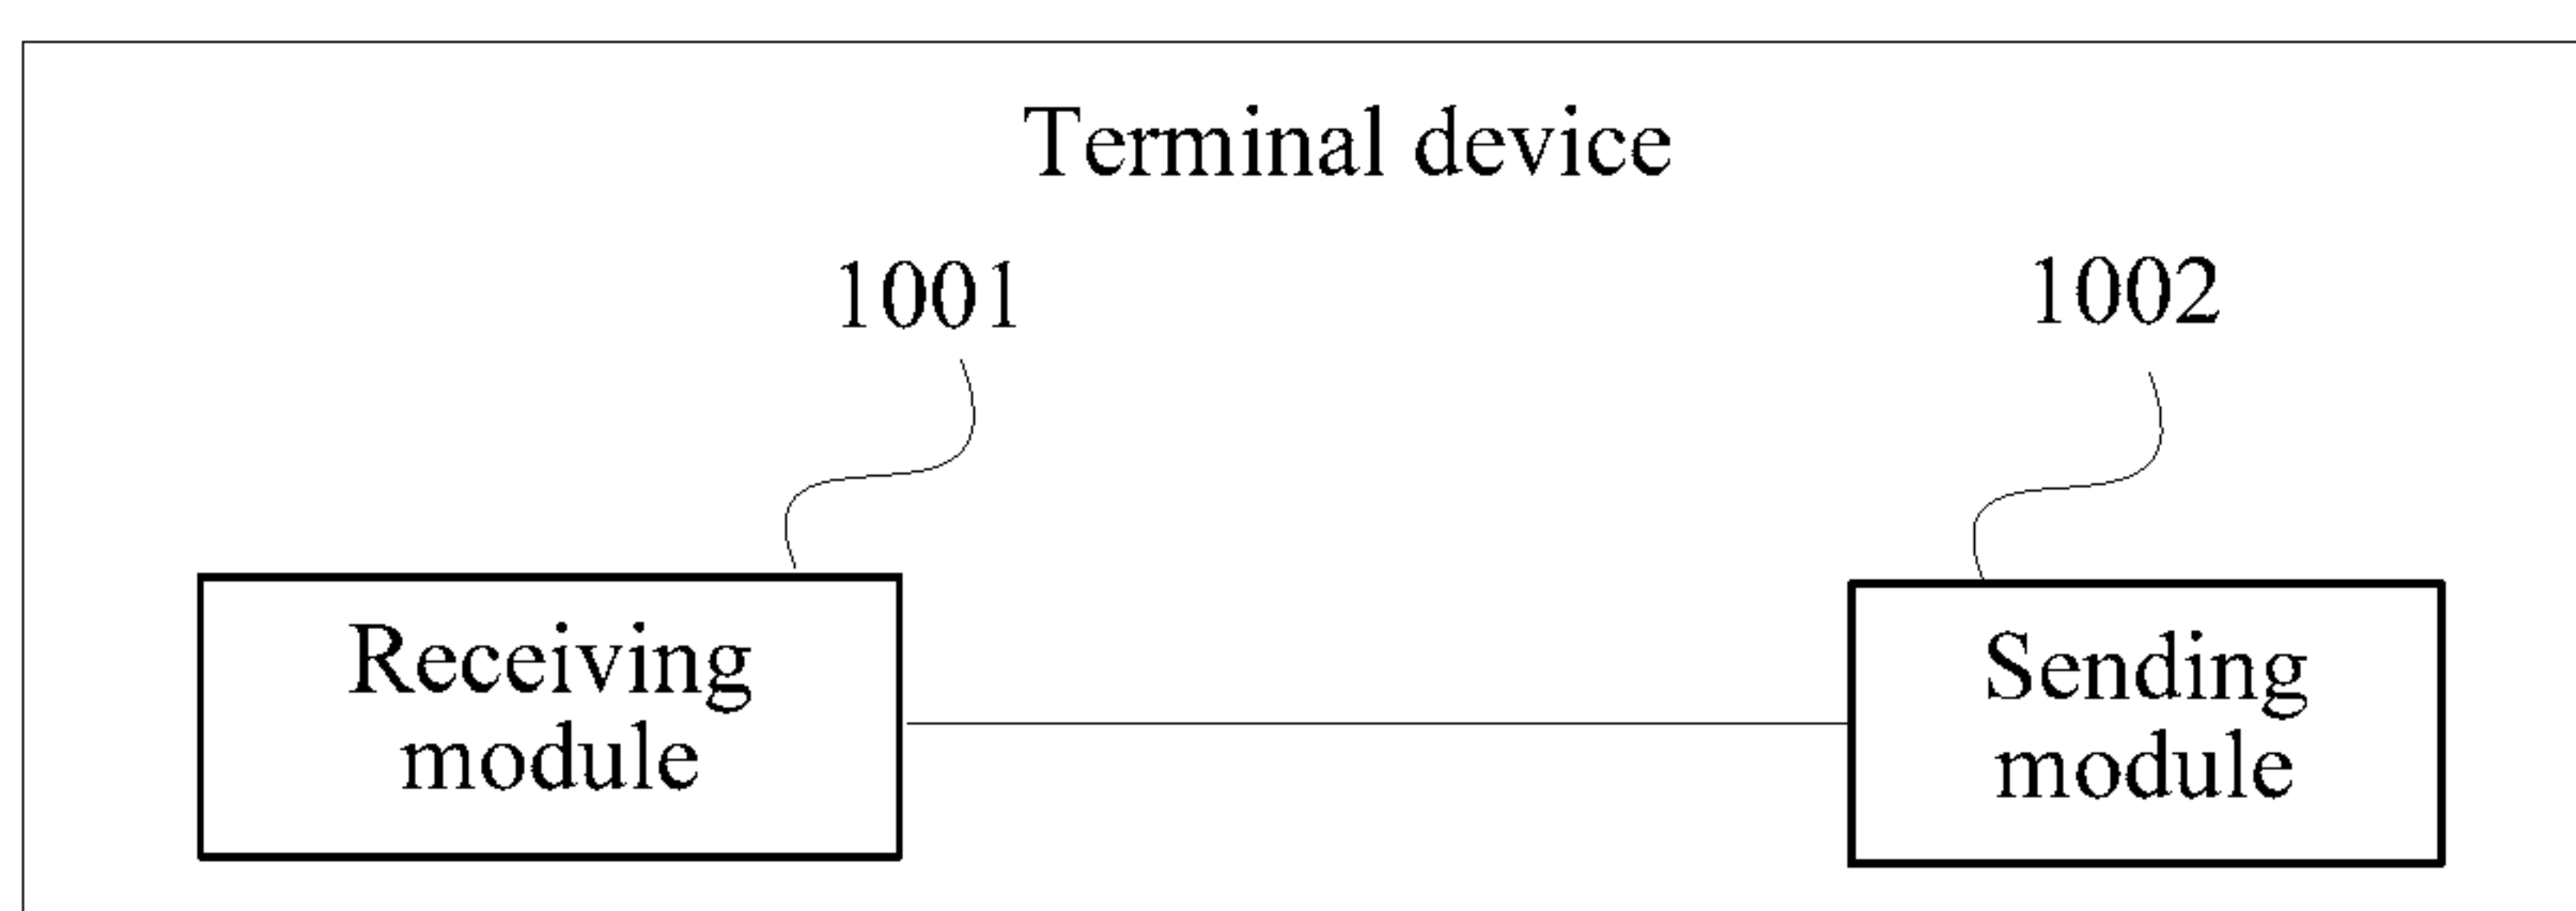 Terminal device
1001
1002
Receiving
module
Sending
module